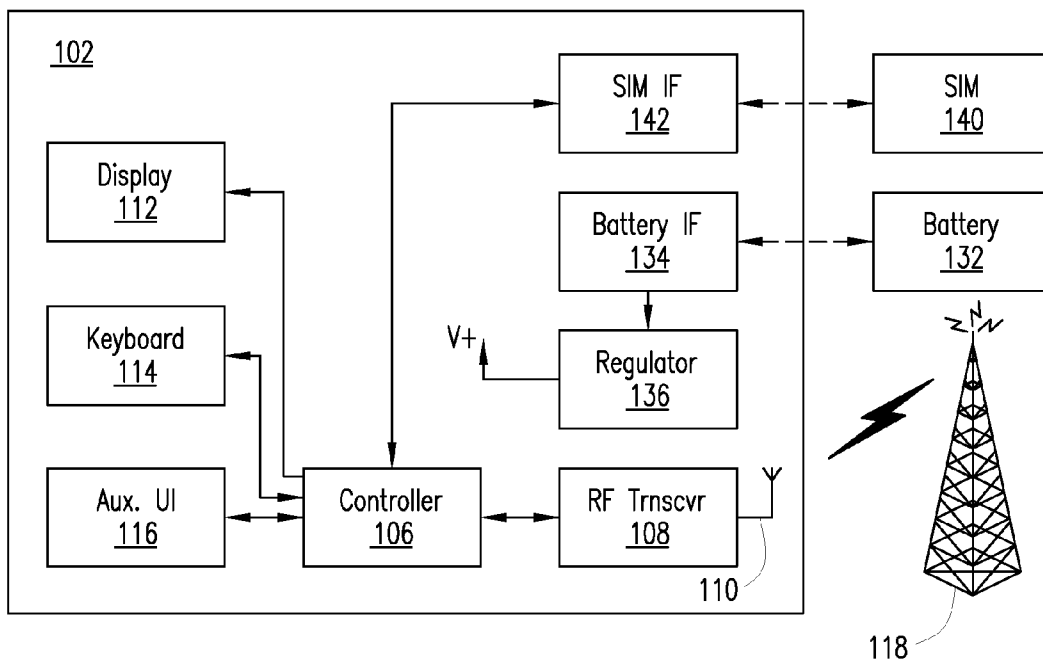 102
SIM IF
142
SIM
140
Display
112
Battery IF
134
Battery
132
Keyboard
114
V+
Regulator
136
Aux. UI
116
Controller
106
RF Trnscvr
108
110
118